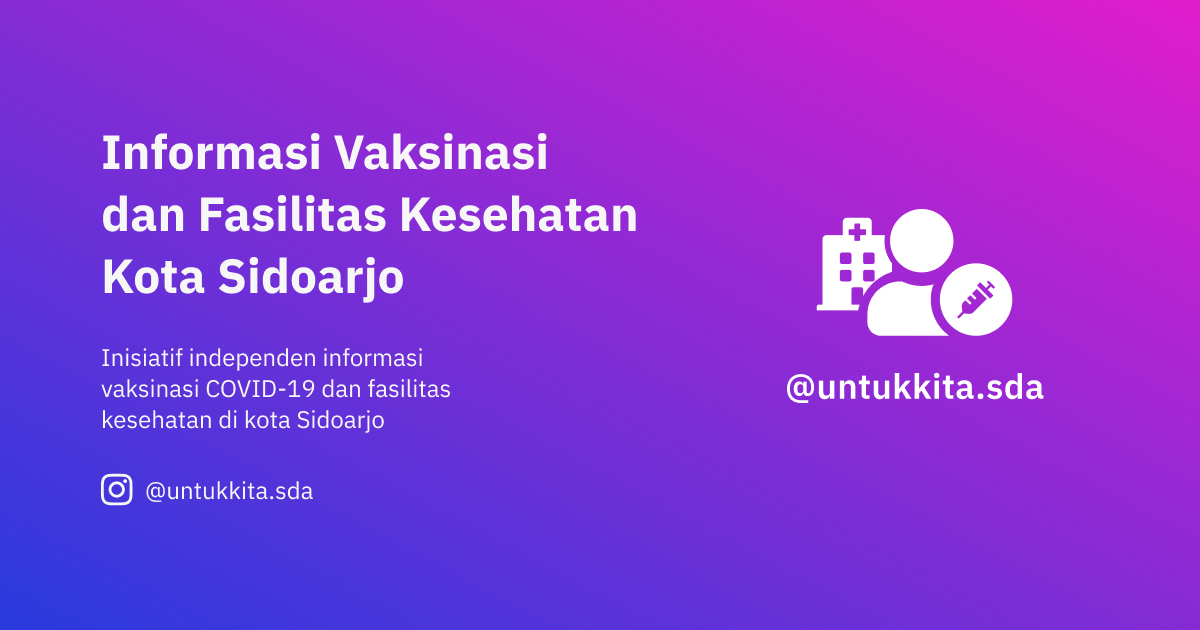 Informasi Vaksinasi
dan Fasilitas Kesehatan
Kota Sidoarjo
Inisiatif independen informasi
vaksinasi COVID-19 dan fasilitas
kesehatan di kota Sidoarjo
@untukkita.sda
@untukkita.sda